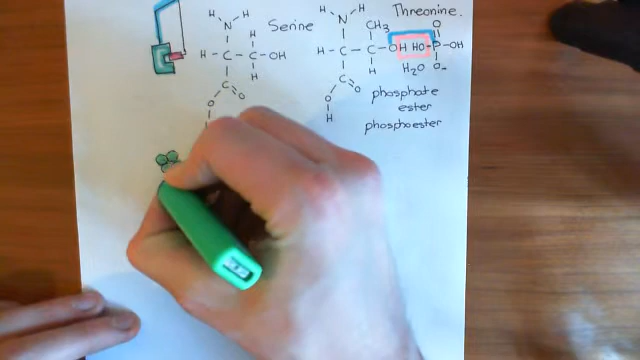 Serine
Threonine.
H H
N
H
H - C - C - OH
H
C
O
O
H
H H
N
CH3
H - C - C - OH HO - P - OH
O
O-
H
H2O
C
O
O
H
phosphate
ester
phosphoester